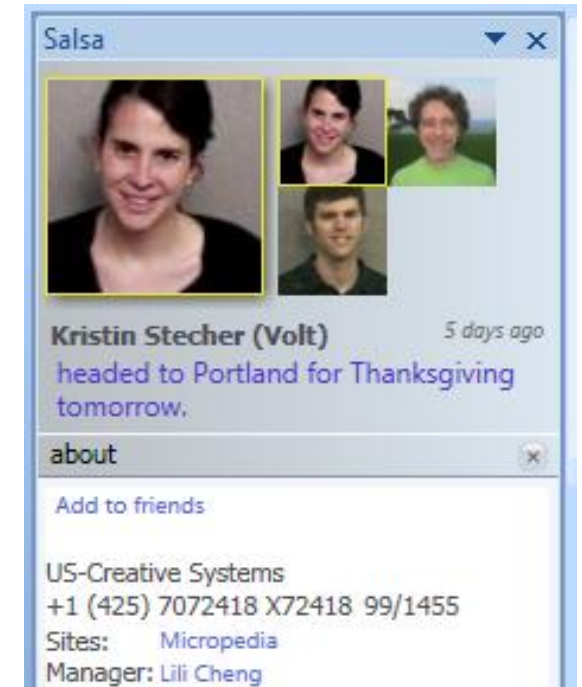 Salsa
Kristin Stecher (Volt) 5 days ago
headed to Portland for Thanksgiving
tomorrow.
about
Add to friends
US-Creative Systems
+1 (425) 7072418 X72418 99/1455
Sites: Micropedia
Manager: Lili Cheng